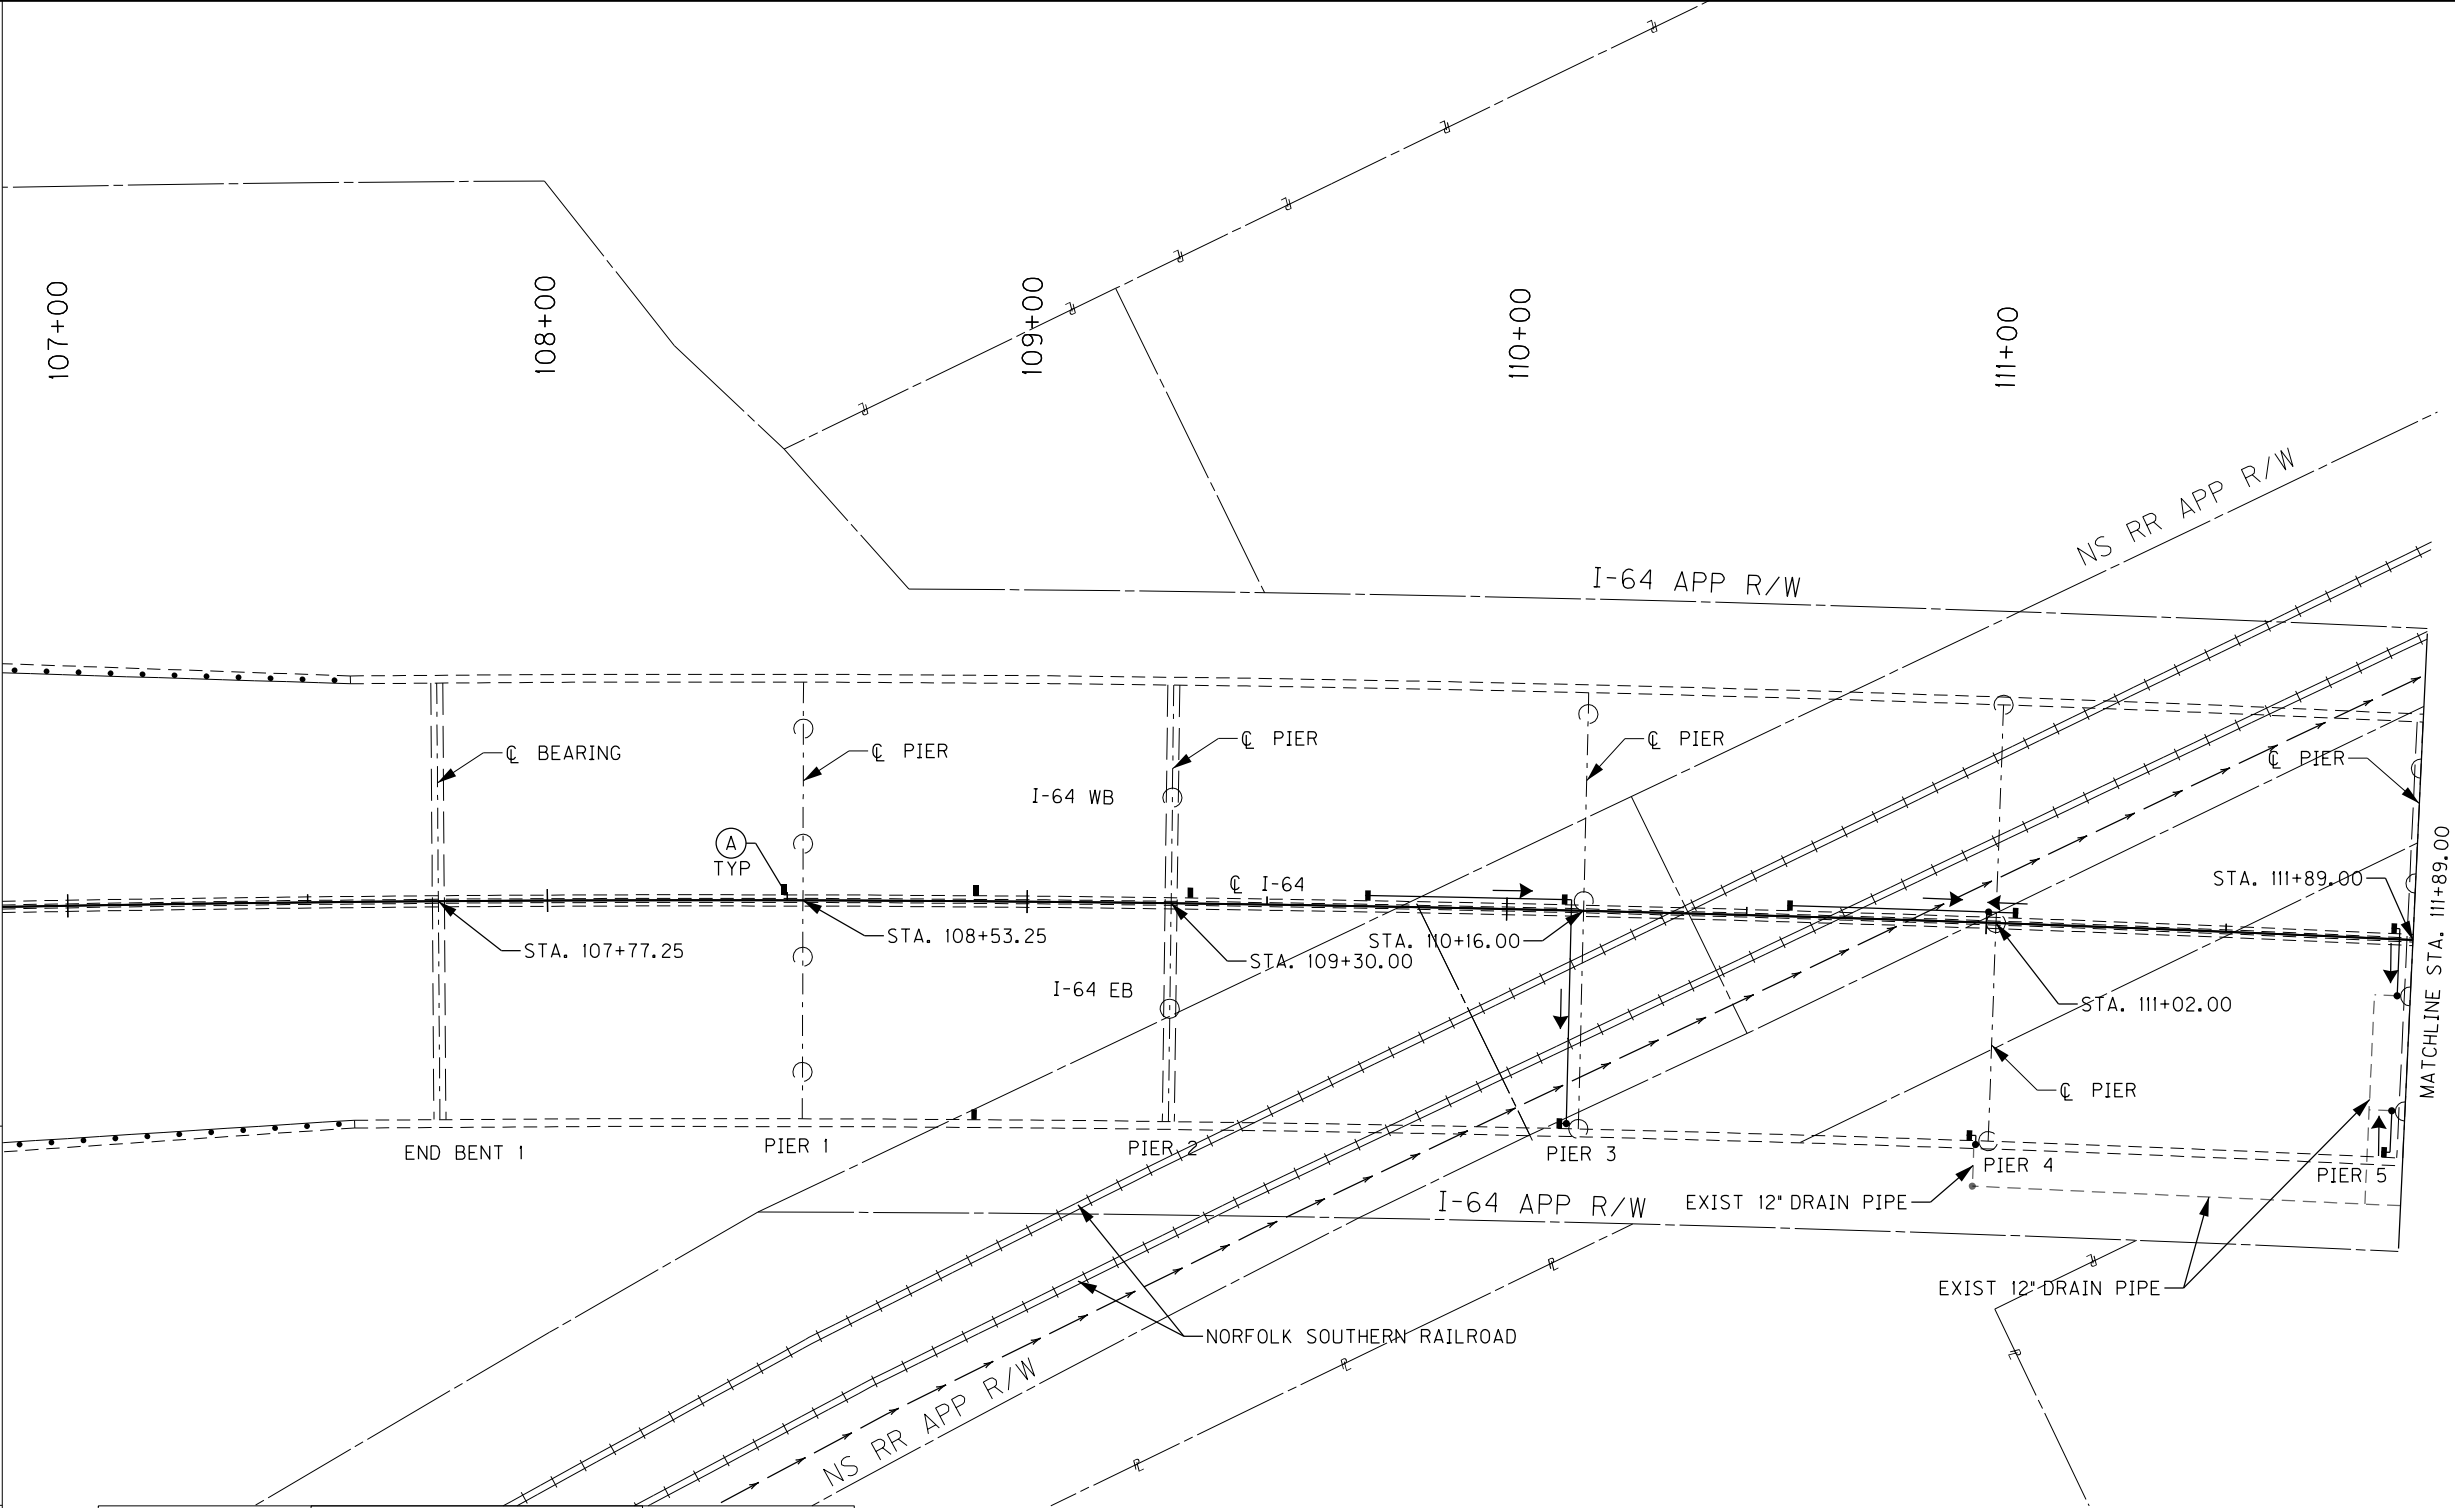 107+00
108+00
109+00
110+00
111+00
NS RR APP R/W
I-64 APP R/W
℄ BEARING
℄ PIER
℄ PIER
℄ PIER
℄ PIER
I-64 WB
A
TYP
℄ I-64
STA. 111+89.00
STA. 107+77.25
STA. 108+53.25
STA. 109+30.00
STA. 110+16.00
I-64 EB
STA. 111+02.00
MATCHLINE STA. 111+89.00
℄ PIER
END BENT 1
PIER 1
PIER 2
PIER 3
PIER 4
PIER 5
I-64 APP R/W
EXIST 12" DRAIN PIPE
EXIST 12" DRAIN PIPE
NORFOLK SOUTHERN RAILROAD
NS RR APP R/W